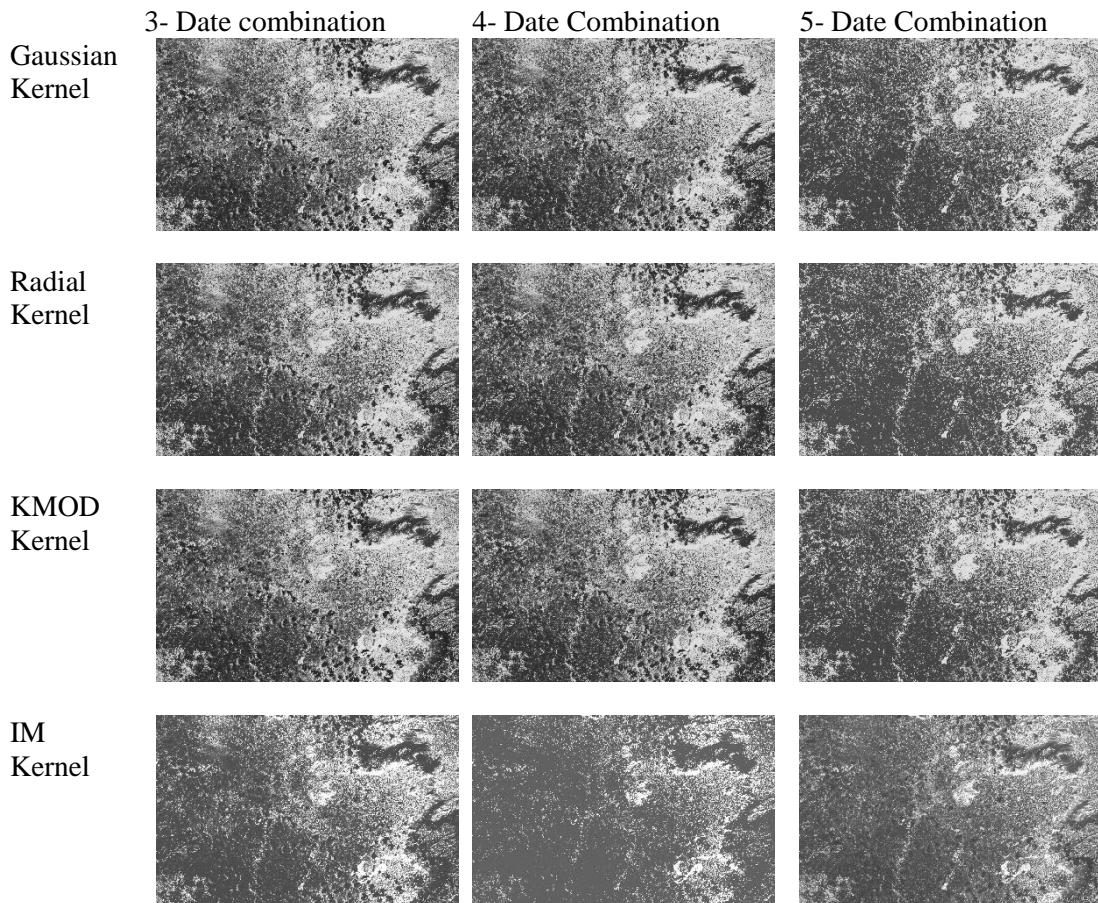 3- Date combination 4- Date Combination 5- Date Combination
Gaussian
Kernel
Radial
Kernel
KMOD
Kernel
IM
Kernel